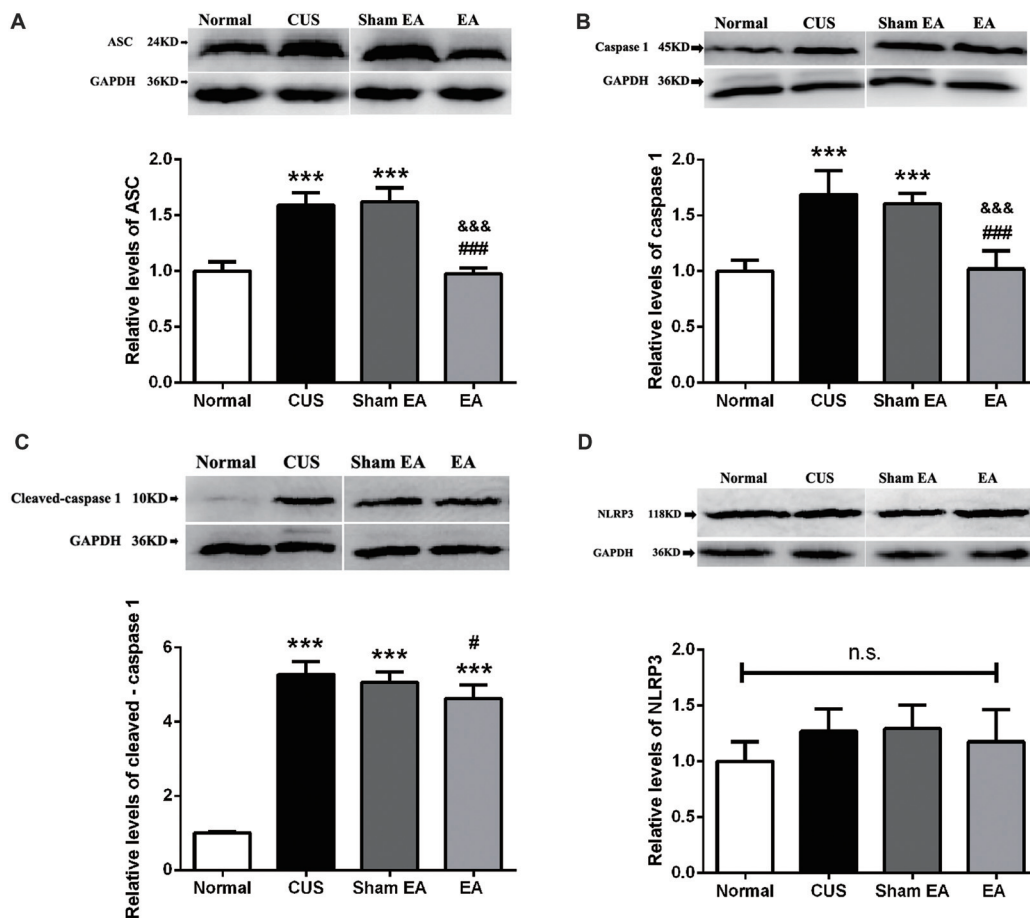 A
Normal CUS Sham EA EA
ASC 24KD
GAPDH 36KD
Relative levels of ASC
2.0
1.5
1.0
0.5
0.0
***
***
&&&
###
Normal CUS Sham EA EA
B
Normal CUS Sham EA EA
Caspase 1 45KD
GAPDH 36KD
Relative levels of caspase 1
2.0
1.5
1.0
0.5
0.0
***
***
&&&
###
Normal CUS Sham EA EA
C
Normal CUS Sham EA EA
Cleaved-caspase 1 10KD
GAPDH 36KD
Relative levels of cleaved - caspase 1
6
4
2
0
***
***
#
***
Normal CUS Sham EA EA
D
Normal CUS Sham EA EA
NLRP3 118KD
GAPDH 36KD
Relative levels of NLRP3
2.0
1.5
1.0
0.5
0.0
n.s.
Normal CUS Sham EA EA